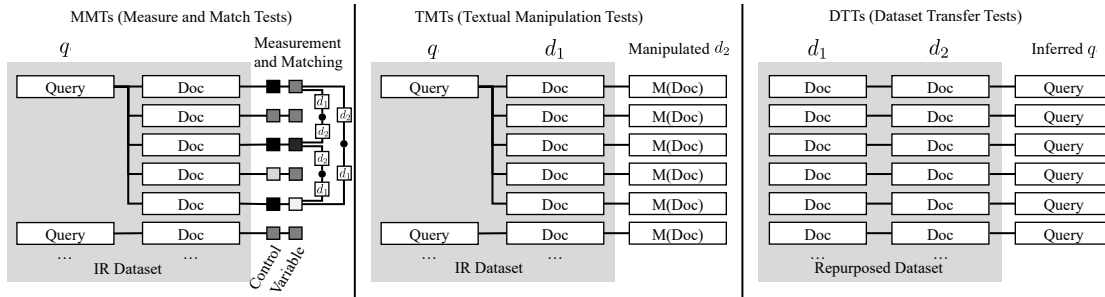 MMTs (Measure and Match Tests)
q
Measurement
and Matching
Query
Doc
Doc
Doc
Doc
Doc
Query
Doc
d1
d2
d2
d1
d2
d1
...
...
IR Dataset
Control
Variable
TMTs (Textual Manipulation Tests)
q
d1
Manipulated d2
Query
Doc
M(Doc)
Doc
M(Doc)
Doc
M(Doc)
Doc
M(Doc)
Doc
M(Doc)
Query
Doc
M(Doc)
...
...
IR Dataset
DTTs (Dataset Transfer Tests)
d1
d2
Inferred q
Doc
Doc
Query
Doc
Doc
Query
Doc
Doc
Query
Doc
Doc
Query
Doc
Doc
Query
Doc
Doc
Query
...
...
Repurposed Dataset